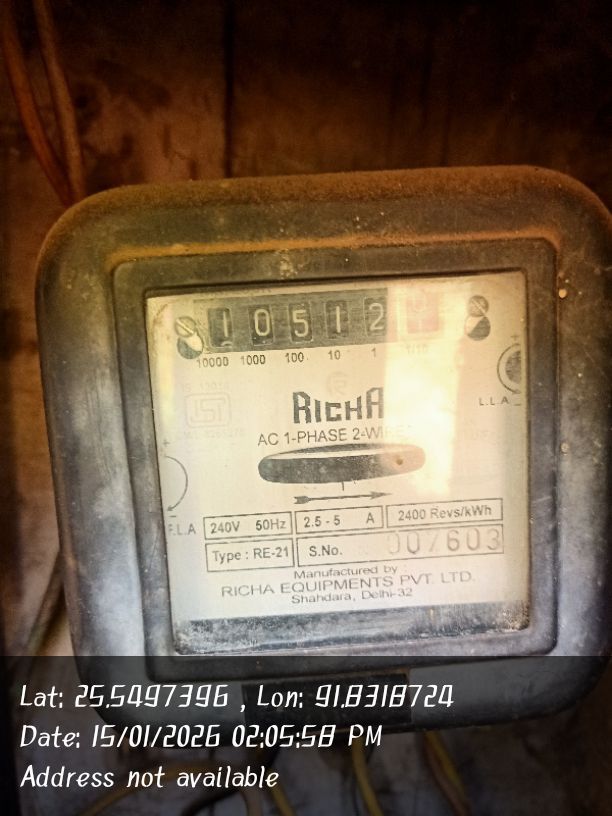 1 0 5 1 2
10000 1000 100 10 1 1/10
ISI
RICHA
L.L.A
AC 1-PHASE 2-WIRE
F.L.A
240V 50Hz 2.5 - 5 A 2400 Revs/kWh
Type : RE-21 S.No. 007603
Manufactured by :
RICHA EQUIPMENTS PVT. LTD.
Shahdara, Delhi-32
Lat: 25.5497396 , Lon: 91.8318724
Date: 15/01/2026 02:05:58 PM
Address not available